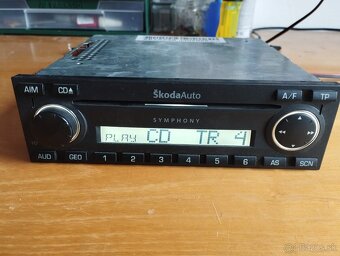 AIM
CD
ŠkodaAuto
A/F
TP
SYMPHONY
PLAY CD TR 4
AUD
GEO
1 2 3 4 5 6
AS
SCN